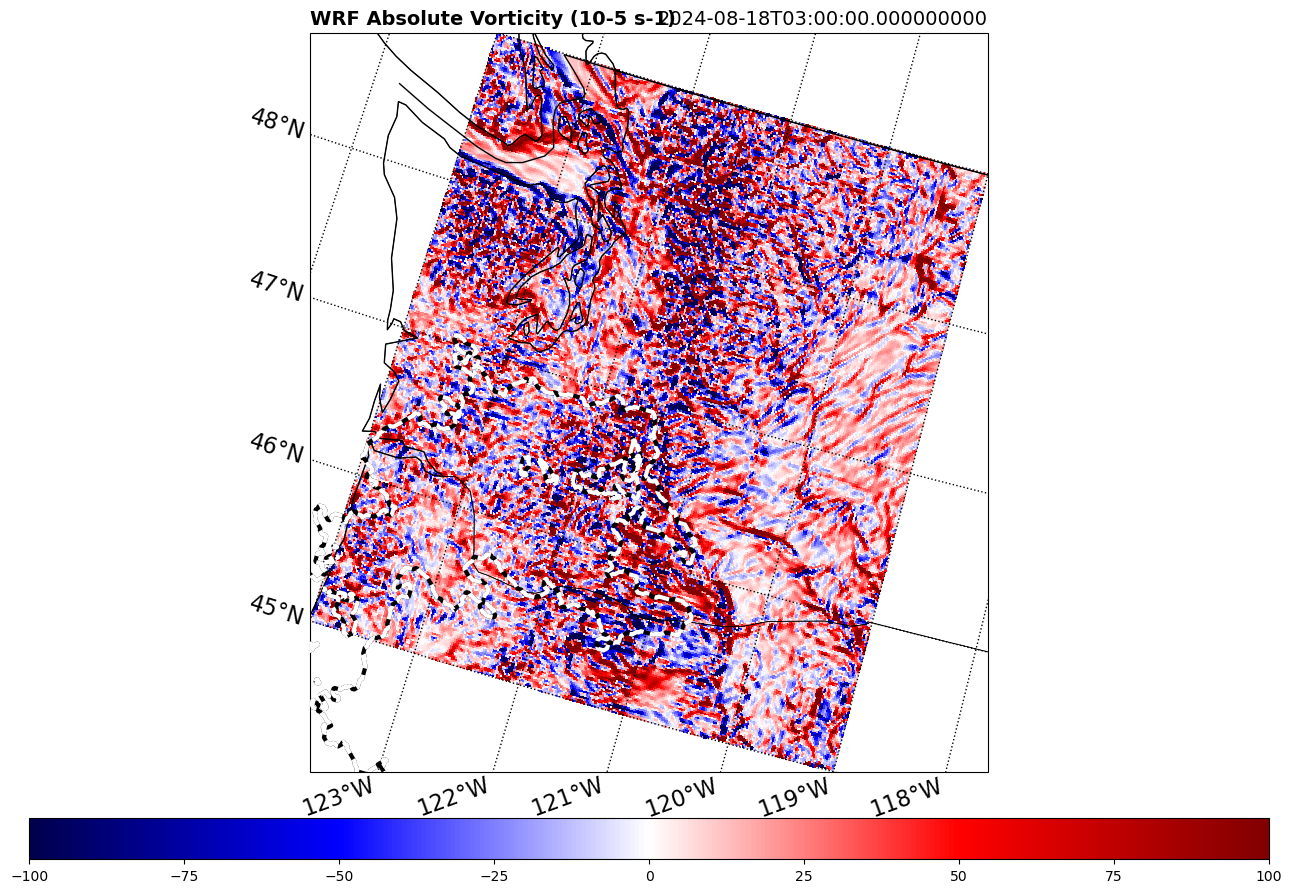 WRF Absolute Vorticity (10-5 s-1)
2024-08-18T03:00:00.000000000
48°N
47°N
46°N
45°N
123°W 122°W 121°W 120°W 119°W 118°W
−100 −75 −50 −25 0 25 50 75 100